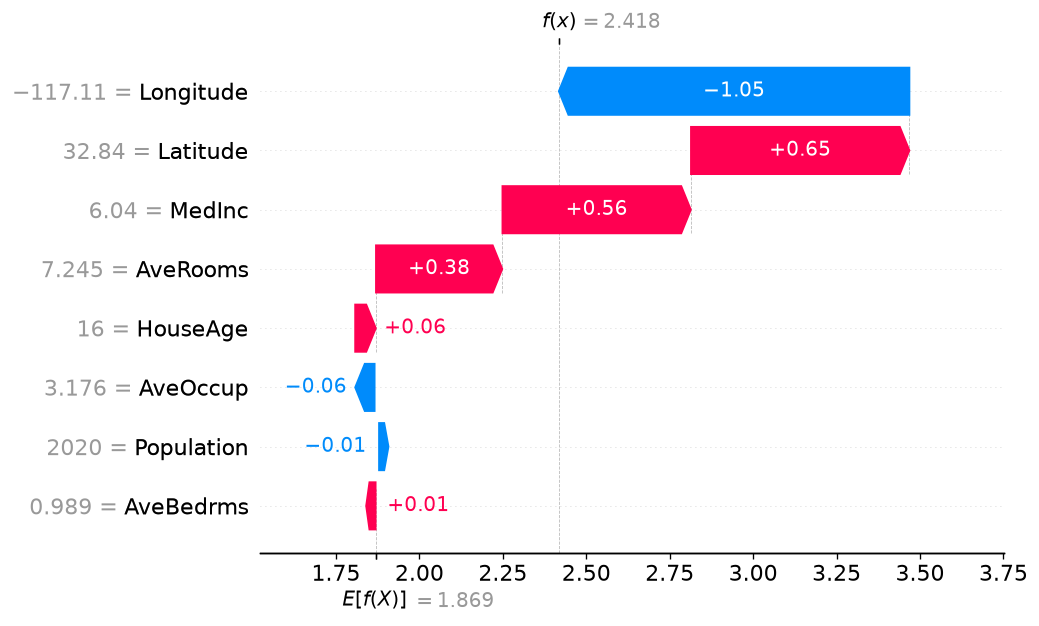 f(x) = 2.418
−117.11 = Longitude
−1.05
32.84 = Latitude
+0.65
6.04 = MedInc
+0.56
7.245 = AveRooms
+0.38
16 = HouseAge
+0.06
3.176 = AveOccup
−0.06
2020 = Population
−0.01
0.989 = AveBedrms
+0.01
1.75 2.00 2.25 2.50 2.75 3.00 3.25 3.50 3.75
E[f(X)] = 1.869